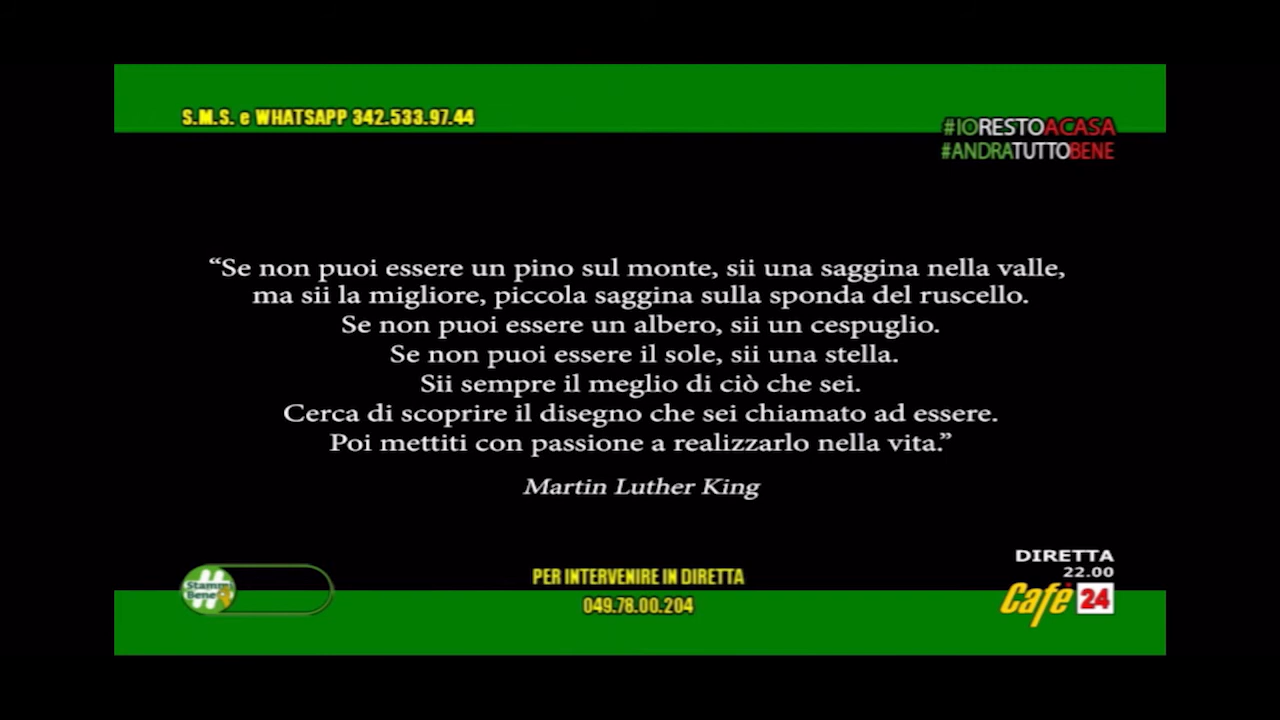 S.M.S. e WHATSAPP 342.533.97.44
#IORESTOACASA
#ANDRATUTTOBENE
“Se non puoi essere un pino sul monte, sii una saggina nella valle,
ma sii la migliore, piccola saggina sulla sponda del ruscello.
Se non puoi essere un albero, sii un cespuglio.
Se non puoi essere il sole, sii una stella.
Sii sempre il meglio di ciò che sei.
Cerca di scoprire il disegno che sei chiamato ad essere.
Poi mettiti con passione a realizzarlo nella vita.”
Martin Luther King
DIRETTA
22.00
Cafè 24
PER INTERVENIRE IN DIRETTA
049.78.00.204
#
Bene